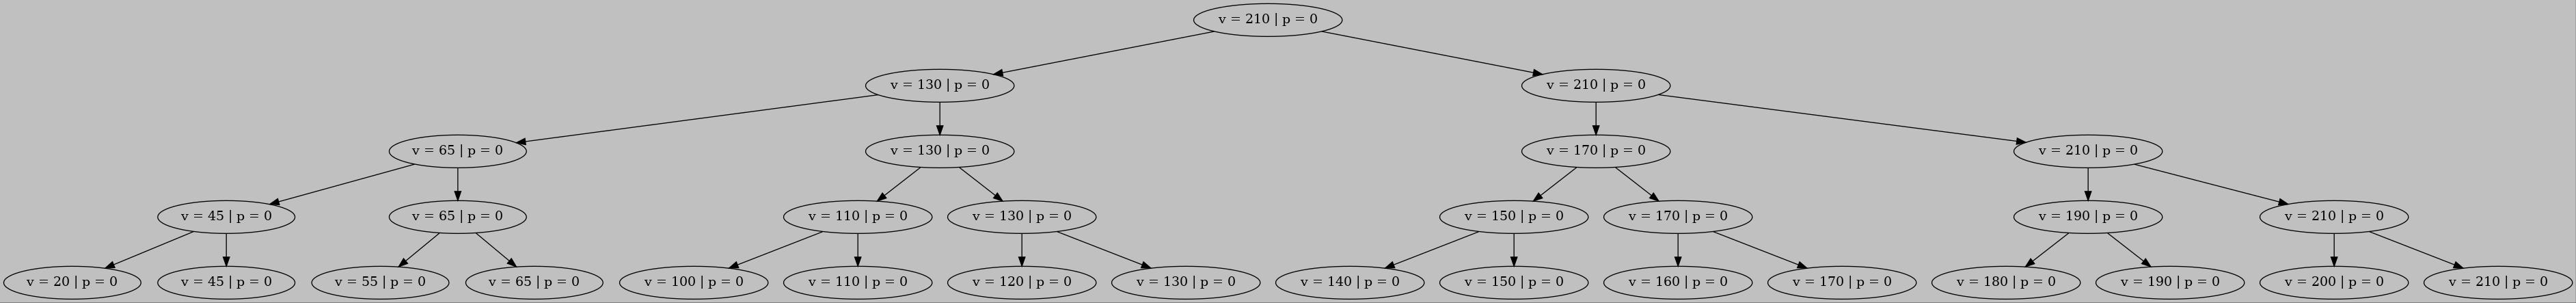 v = 210 | p = 0
v = 130 | p = 0
v = 210 | p = 0
v = 65 | p = 0
v = 130 | p = 0
v = 170 | p = 0
v = 210 | p = 0
v = 45 | p = 0
v = 65 | p = 0
v = 110 | p = 0
v = 130 | p = 0
v = 150 | p = 0
v = 170 | p = 0
v = 190 | p = 0
v = 210 | p = 0
v = 20 | p = 0
v = 45 | p = 0
v = 55 | p = 0
v = 65 | p = 0
v = 100 | p = 0
v = 110 | p = 0
v = 120 | p = 0
v = 130 | p = 0
v = 140 | p = 0
v = 150 | p = 0
v = 160 | p = 0
v = 170 | p = 0
v = 180 | p = 0
v = 190 | p = 0
v = 200 | p = 0
v = 210 | p = 0